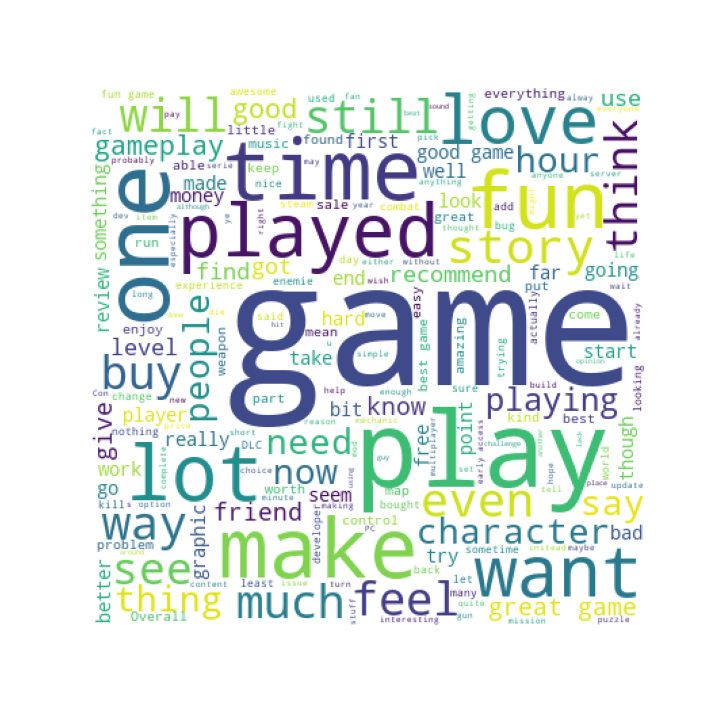 fun game
awesome
used
fan
everything
alway
pay
will
good
still
love
getting
everyone
use
fact
little
fight
beat
sound
pick
gameplay
music
found
first
good game
hour
think
probably
able
serie
keep
may
time
well
anything
anyone
server
one
made
nice
look
fun
money
steam
sale
year
combat
add
great
although
played
thought
bug
yet
story
dev
item
run
right
ye
day
either
without
especially
find
got
end
recommend
far
going
review
something
long
experience
enemie
wish
easy
put
life
wait
said
hit
game
actually
already
come
people
weapon
enjoy
hard
mean
move
level
done
die
take
u
simple
best game
amazing
trying
start
looking
buy
part
sure
opinion
Con
change
new
help
enough
build
give
player
price
bit
know
playing
nothing
reason
mechanic
kind
best
really
short
DLC
need
free
point
though
work
complete
choice
mod
multiplayer
challenge
another
lack
guy
set
early access
world
go
lot
now
play
hope
tell
worth
map
place
kill
s
option
minute
using
seem
making
bought
update
way
friend
even
say
graphic
developer
control
problem
around
make
PC
character
bad
try
sometime
instead
maybe
better
see
back
content
least
issue
turn
let
want
thing
much
feel
many
stuff
quite
great game
Overall
interesting
gun
mission
puzzle